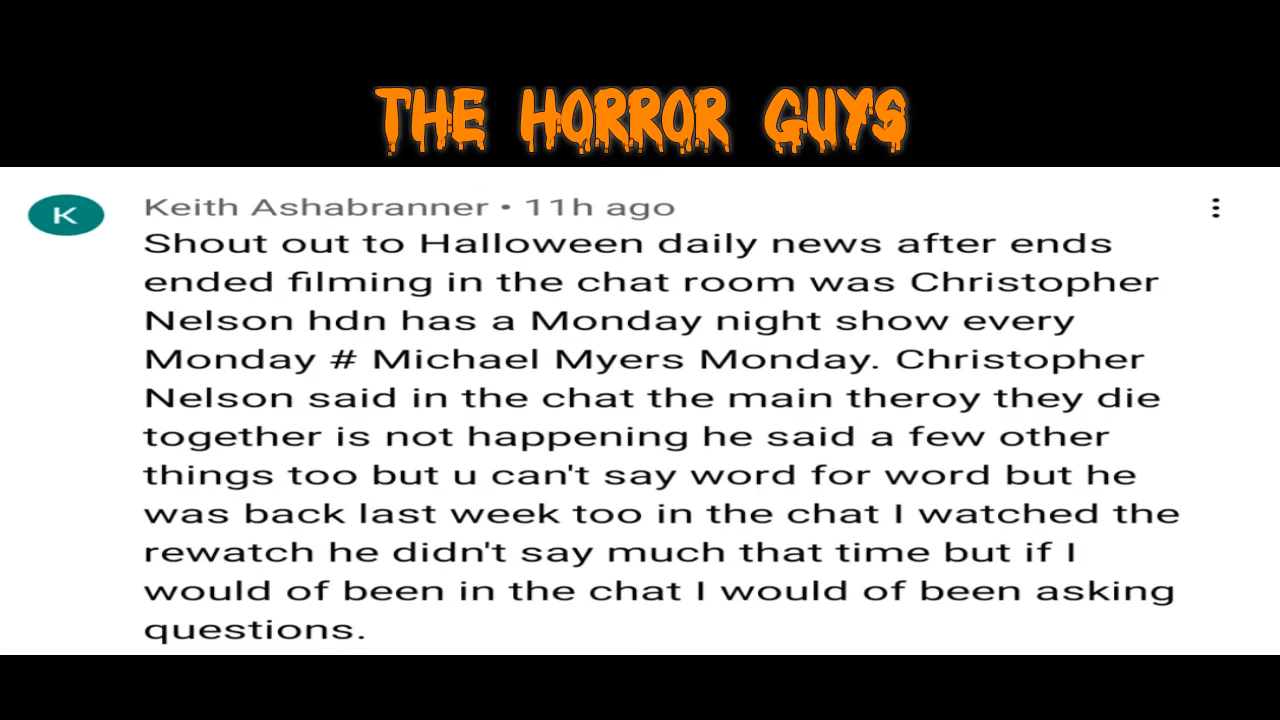 THE HORROR GUYS
K
Keith Ashabranner • 11h ago
Shout out to Halloween daily news after ends
ended filming in the chat room was Christopher
Nelson hdn has a Monday night show every
Monday # Michael Myers Monday. Christopher
Nelson said in the chat the main theroy they die
together is not happening he said a few other
things too but u can't say word for word but he
was back last week too in the chat I watched the
rewatch he didn't say much that time but if I
would of been in the chat I would of been asking
questions.